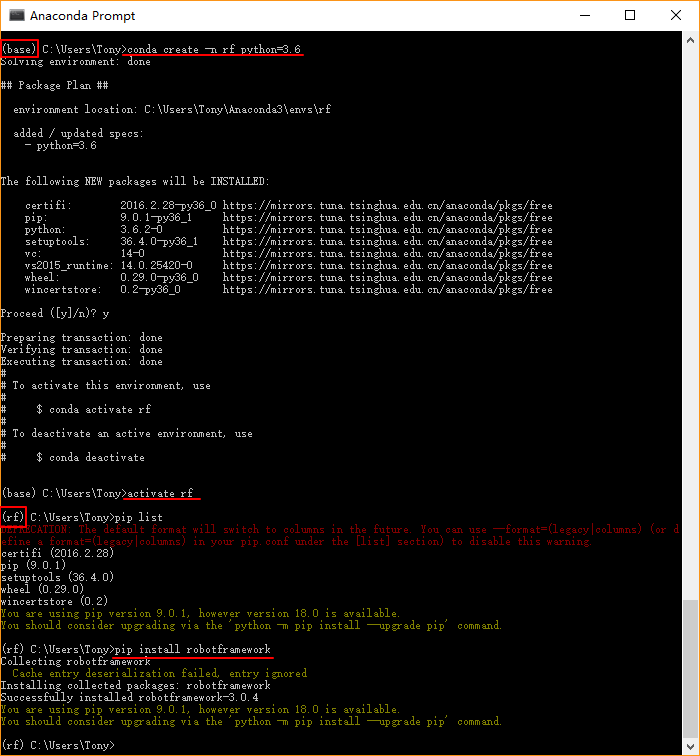 Anaconda Prompt
(base) C:\Users\Tony>conda create -n rf python=3.6
Solving environment: done
## Package Plan ##
environment location: C:\Users\Tony\Anaconda3\envs\rf
added / updated specs:
- python=3.6
The following NEW packages will be INSTALLED:
certifi: 2016.2.28-py36_0 https://mirrors.tuna.tsinghua.edu.cn/anaconda/pkgs/free
pip: 9.0.1-py36_1 https://mirrors.tuna.tsinghua.edu.cn/anaconda/pkgs/free
python: 3.6.2-0 https://mirrors.tuna.tsinghua.edu.cn/anaconda/pkgs/free
setuptools: 36.4.0-py36_1 https://mirrors.tuna.tsinghua.edu.cn/anaconda/pkgs/free
vc: 14-0 https://mirrors.tuna.tsinghua.edu.cn/anaconda/pkgs/free
vs2015_runtime: 14.0.25420-0 https://mirrors.tuna.tsinghua.edu.cn/anaconda/pkgs/free
wheel: 0.29.0-py36_0 https://mirrors.tuna.tsinghua.edu.cn/anaconda/pkgs/free
wincertstore: 0.2-py36_0 https://mirrors.tuna.tsinghua.edu.cn/anaconda/pkgs/free
Proceed ([y]/n)? y
Preparing transaction: done
Verifying transaction: done
Executing transaction: done
#
# To activate this environment, use
#
# $ conda activate rf
#
# To deactivate an active environment, use
#
# $ conda deactivate
(base) C:\Users\Tony>activate rf
(rf) C:\Users\Tony>pip list
DEPRECATION: The default format will switch to columns in the future. You can use --format=(legacy|columns) (or d
efine a format=(legacy|columns) in your pip.conf under the [list] section) to disable this warning.
certifi (2016.2.28)
pip (9.0.1)
setuptools (36.4.0)
wheel (0.29.0)
wincertstore (0.2)
You are using pip version 9.0.1, however version 18.0 is available.
You should consider upgrading via the 'python -m pip install --upgrade pip' command.
(rf) C:\Users\Tony>pip install robotframework
Collecting robotframework
Cache entry deserialization failed, entry ignored
Installing collected packages: robotframework
Successfully installed robotframework-3.0.4
You are using pip version 9.0.1, however version 18.0 is available.
You should consider upgrading via the 'python -m pip install --upgrade pip' command.
(rf) C:\Users\Tony>